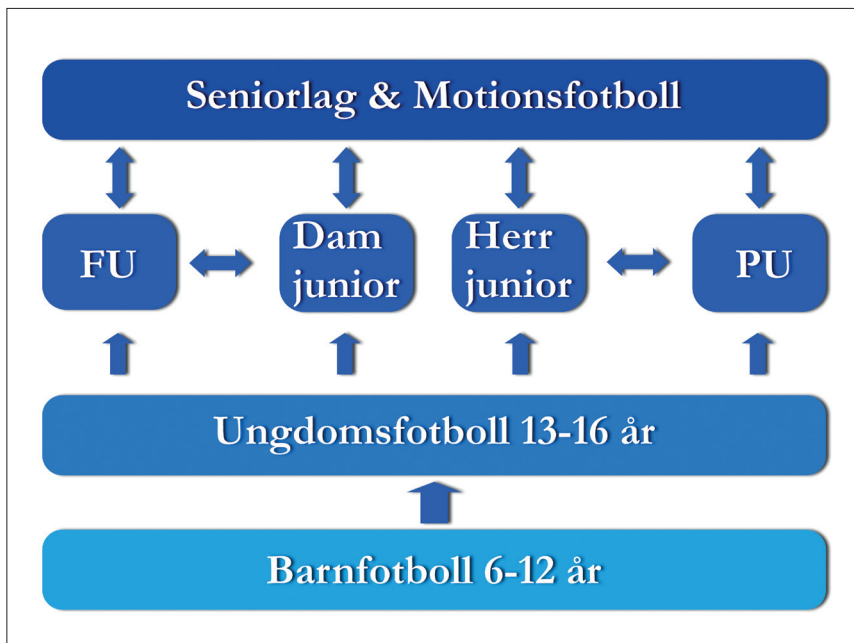 Seniorlag & Motionsfotboll
FU
Dam
junior
Herr
junior
PU
Ungdomsfotboll 13-16 år
Barnfotboll 6-12 år